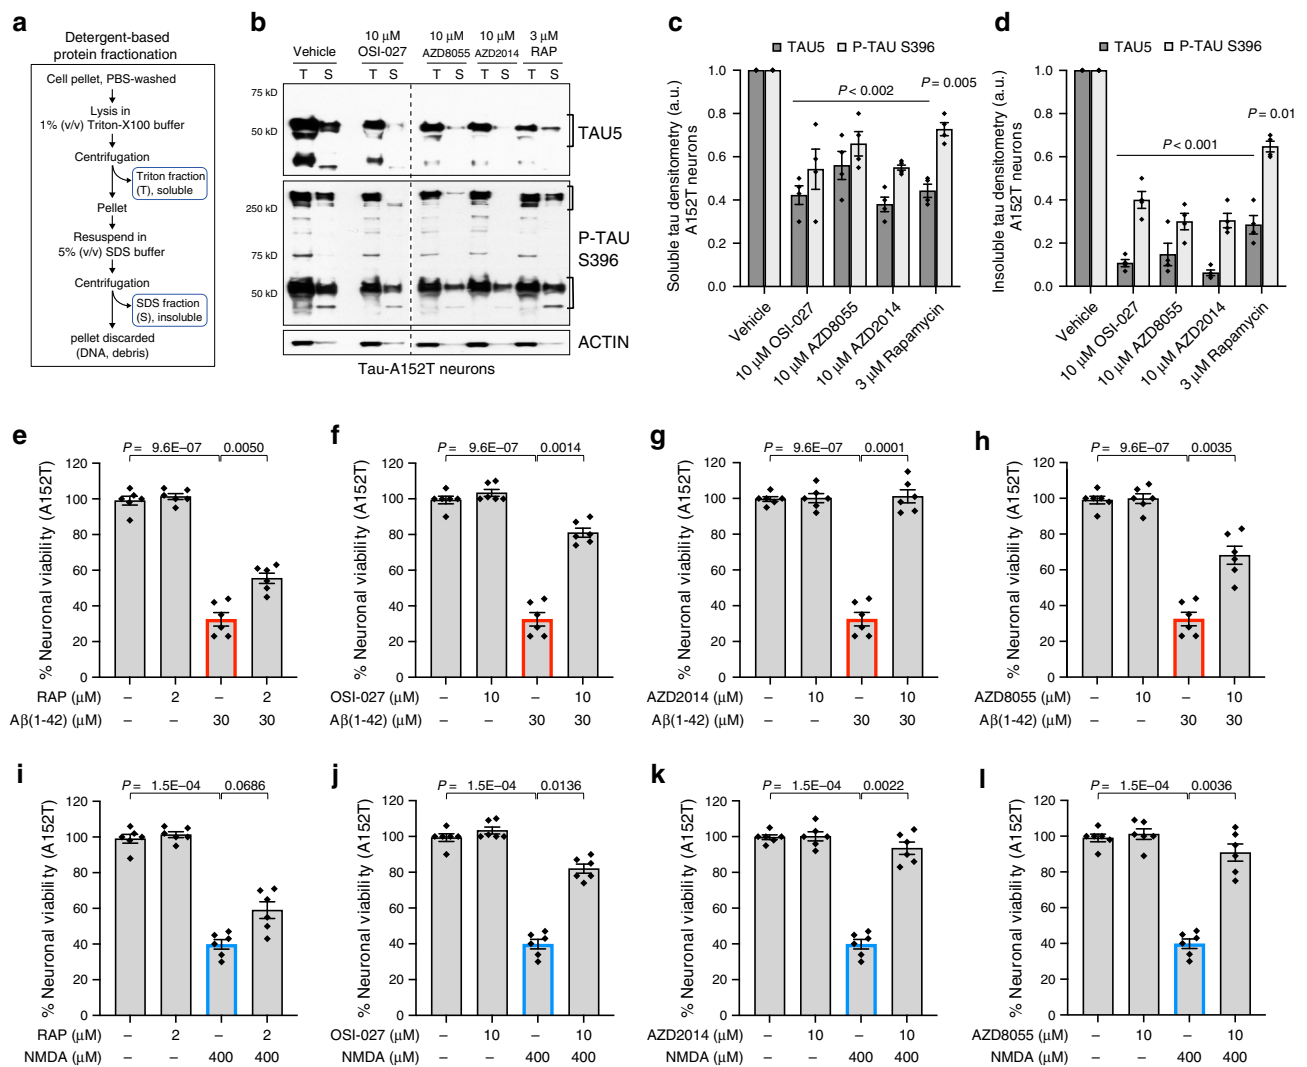 a
Detergent-based
protein fractionation
Cell pellet, PBS-washed
Lysis in
1% (v/v) Triton-X100 buffer
Centrifugation
Triton fraction
(T), soluble
Pellet
Resuspend in
5% (v/v) SDS buffer
Centrifugation
SDS fraction
(S), insoluble
pellet discarded
(DNA, debris)
b
Vehicle
10 μM
OSI-027
10 μM
AZD8055
10 μM
AZD2014
3 μM
RAP
T S T S T S T S T S
75 kD
50 kD
TAU5
250 kD
75 kD
50 kD
P-TAU
S396
ACTIN
Tau-A152T neurons
c
TAU5 P-TAU S396
Soluble tau densitometry (a.u.)
A152T neurons
1.0
0.8
0.6
0.4
0.2
0.0
P < 0.002
P = 0.005
Vehicle
10 μM OSI-027
10 μM AZD8055
10 μM AZD2014
3 μM Rapamycin
d
TAU5 P-TAU S396
Insoluble tau densitometry (a.u.)
A152T neurons
1.0
0.8
0.6
0.4
0.2
0.0
P < 0.001
P = 0.01
Vehicle
10 μM OSI-027
10 μM AZD8055
10 μM AZD2014
3 μM Rapamycin
e
P = 9.6E–07 0.0050
% Neuronal viability (A152T)
120
100
80
60
40
20
0
RAP (μM) – 2 – 2
Aβ(1-42) (μM) – – 30 30
f
P = 9.6E–07 0.0014
% Neuronal viability (A152T)
120
100
80
60
40
20
0
OSI-027 (μM) – 10 – 10
Aβ(1-42) (μM) – – 30 30
g
P = 9.6E–07 0.0001
% Neuronal viability (A152T)
120
100
80
60
40
20
0
AZD2014 (μM) – 10 – 10
Aβ(1-42) (μM) – – 30 30
h
P = 9.6E–07 0.0035
% Neuronal viability (A152T)
120
100
80
60
40
20
0
AZD8055 (μM) – 10 – 10
Aβ(1-42) (μM) – – 30 30
i
P = 1.5E–04 0.0686
% Neuronal viability (A152T)
120
100
80
60
40
20
0
RAP (μM) – 2 – 2
NMDA (μM) – – 400 400
j
P = 1.5E–04 0.0136
% Neuronal viability (A152T)
120
100
80
60
40
20
0
OSI-027 (μM) – 10 – 10
NMDA (μM) – – 400 400
k
P = 1.5E–04 0.0022
% Neuronal viability (A152T)
120
100
80
60
40
20
0
AZD2014 (μM) – 10 – 10
NMDA (μM) – – 400 400
l
P = 1.5E–04 0.0036
% Neuronal viability (A152T)
120
100
80
60
40
20
0
AZD8055 (μM) – 10 – 10
NMDA (μM) – – 400 400